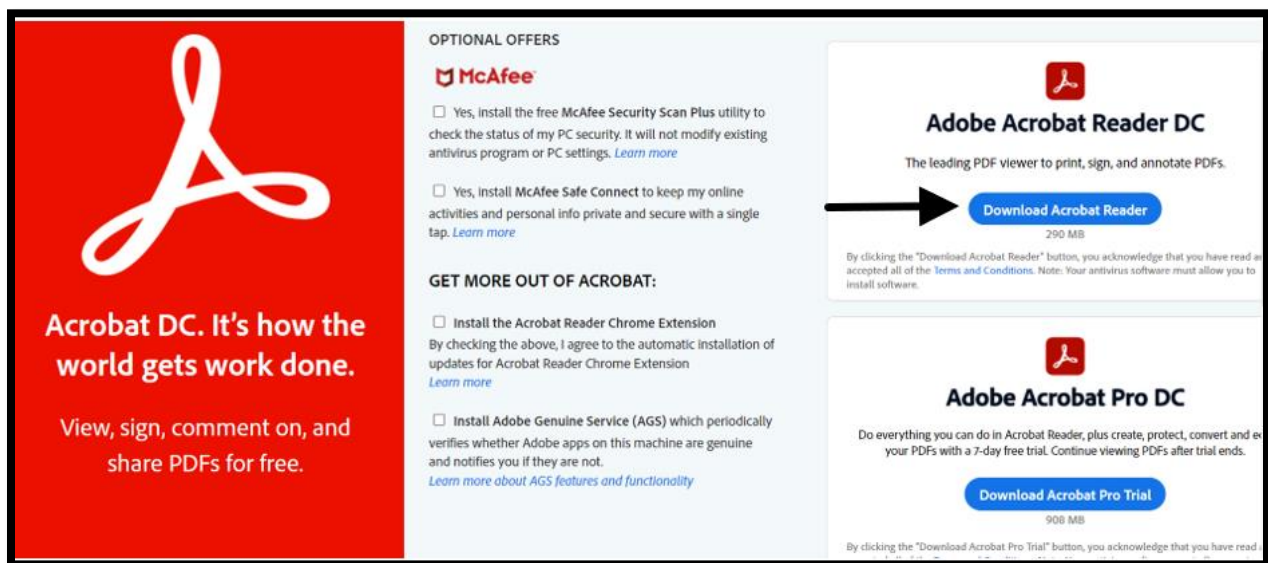 Acrobat DC. It's how the
world gets work done.
View, sign, comment on, and
share PDFs for free.
OPTIONAL OFFERS
McAfee
Yes, install the free McAfee Security Scan Plus utility to
check the status of my PC security. It will not modify existing
antivirus program or PC settings. Learn more
Yes, install McAfee Safe Connect to keep my online
activities and personal info private and secure with a single
tap. Learn more
GET MORE OUT OF ACROBAT:
Install the Acrobat Reader Chrome Extension
By checking the above, I agree to the automatic installation of
updates for Acrobat Reader Chrome Extension
Learn more
Install Adobe Genuine Service (AGS) which periodically
verifies whether Adobe apps on this machine are genuine
and notifies you if they are not.
Learn more about AGS features and functionality
Adobe Acrobat Reader DC
The leading PDF viewer to print, sign, and annotate PDFs.
Download Acrobat Reader
290 MB
By clicking the "Download Acrobat Reader" button, you acknowledge that you have read
accepted all of the Terms and Conditions. Note: Your antivirus software must allow you to
install software.
Adobe Acrobat Pro DC
Do everything you can do in Acrobat Reader, plus create, protect, convert and
your PDFs with a 7-day free trial. Continue viewing PDFs after trial ends.
Download Acrobat Pro Trial
908 MB
By clicking the "Download Acrobat Pro Trial" button, you acknowledge that you have read